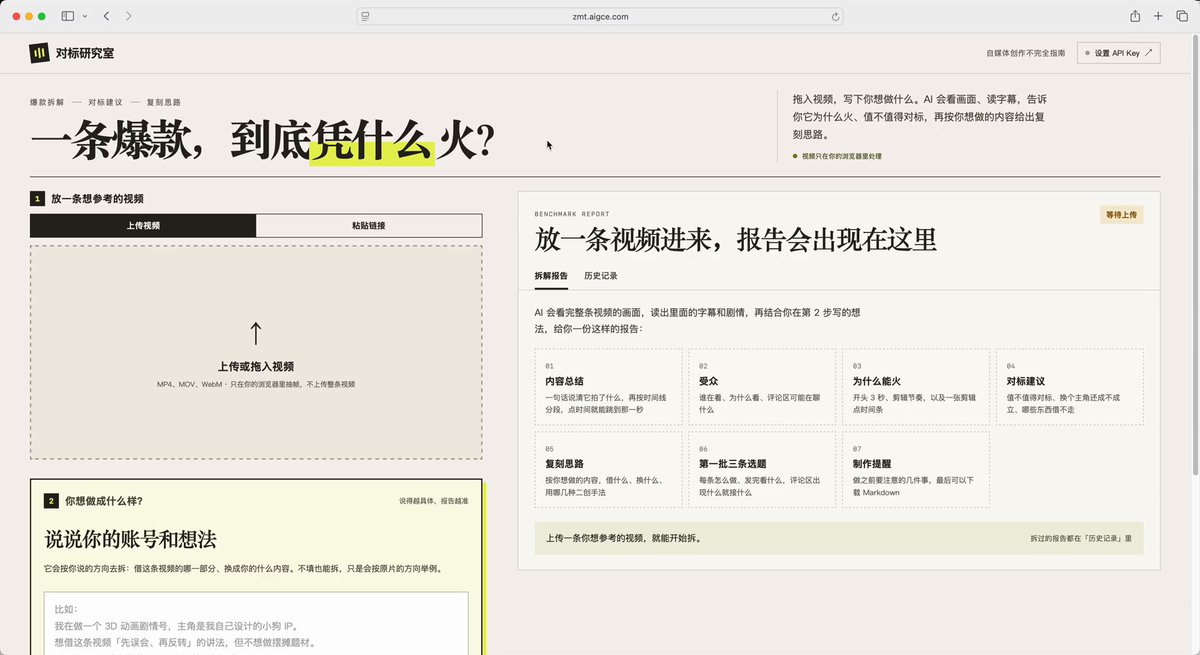 zmt.aigce.com
对标研究室
自媒体创作不完全指南
设置 API Key ↗
爆款拆解 — 对标建议 — 复刻思路
一条爆款，到底凭什么火？
拖入视频，写下你想做什么。AI 会看画面、读字幕，告诉
你它为什么火、值不值得对标，再按你想做的内容给出复
刻思路。
视频只在你的浏览器里处理
1 放一条想参考的视频
上传视频
粘贴链接
上传或拖入视频
MP4、MOV、WebM · 只在你的浏览器里抽帧，不上传整条视频
2 你想做成什么样？
说得越具体，报告越准
说说你的账号和想法
它会按你说的方向去拆：借这条视频的哪一部分、换成你的什么内容。不填也能拆，只是会按原片的方向举例。
比如：
我在做一个 3D 动画剧情号，主角是我自己设计的小狗 IP。
想借这条视频「先误会、再反转」的讲法，但不想做摆摊题材。
BENCHMARK REPORT
等待上传
放一条视频进来，报告会出现在这里
拆解报告
历史记录
AI 会看完整条视频的画面，读出里面的字幕和剧情，再结合你在第 2 步写的想
法，给你一份这样的报告：
01
内容总结
一句话说清它拍了什么，再按时间线
分段，点时间就能跳到那一秒
02
受众
谁在看、为什么看、评论区可能在聊
什么
03
为什么能火
开头 3 秒、剪辑节奏，以及一张剪辑
点时间条
04
对标建议
值不值得对标、换个主角还成不成
立、哪些东西借不走
05
复刻思路
按你想做的内容，借什么、换什么、
用哪几种二创手法
06
第一批三条选题
每条怎么做、发完看什么，评论区出
现什么就接什么
07
制作提醒
做之前要注意的几件事，最后可以下
载 Markdown
上传一条你想参考的视频，就能开始拆。
拆过的报告都在「历史记录」里